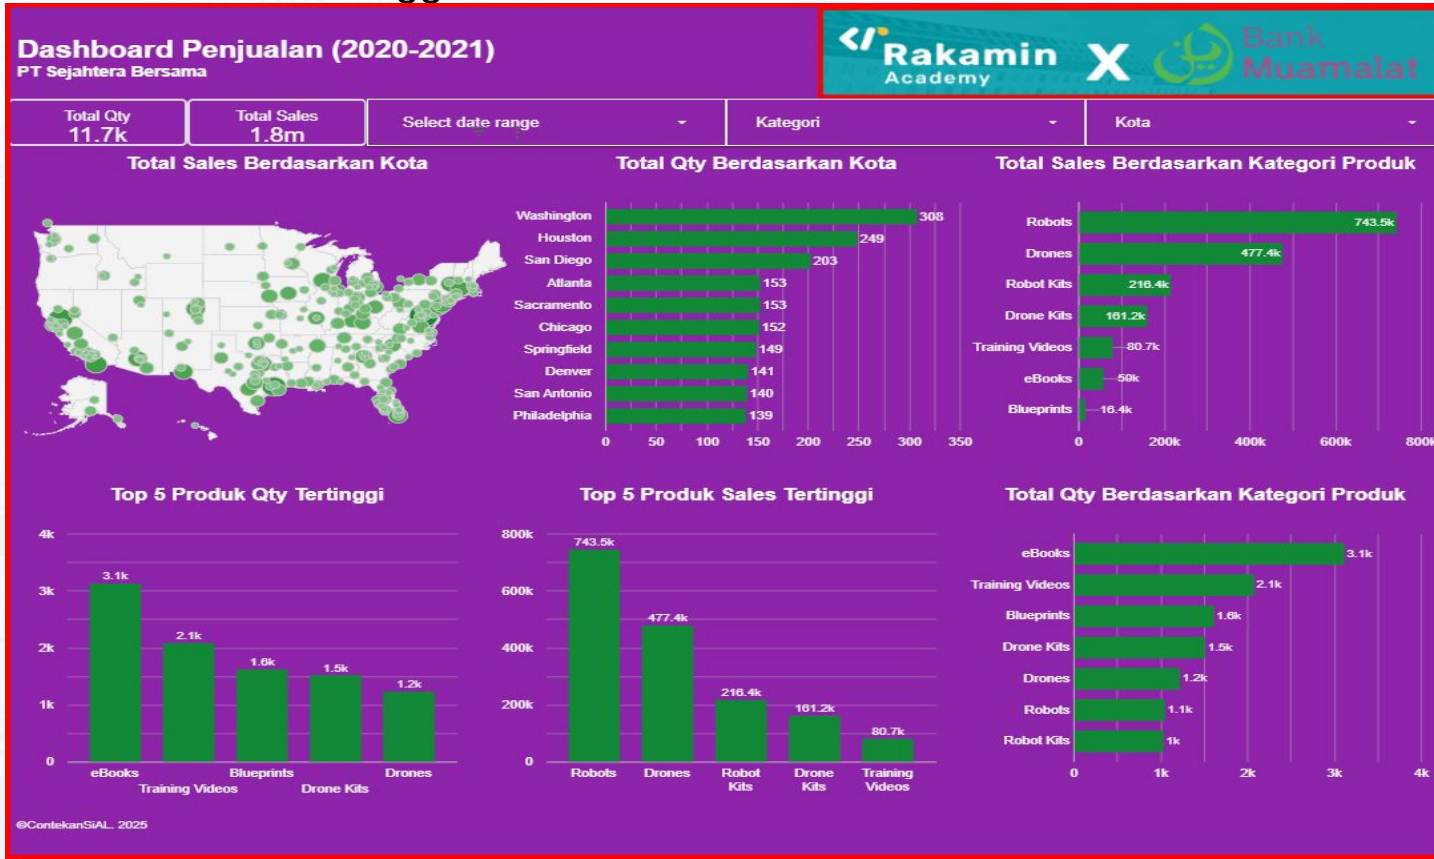 Dashboard Penjualan (2020-2021)
PT Sejahtera Bersama
Rakamin
Academy
X
Bank
Muamalat
Total Qty
11.7k
Total Sales
1.8m
Select date range
Kategori
Kota
Total Sales Berdasarkan Kota
Total Qty Berdasarkan Kota
Washington 308
Houston 249
San Diego 203
Atlanta 153
Sacramento 153
Chicago 152
Springfield 149
Denver 141
San Antonio 140
Philadelphia 139
0 50 100 150 200 250 300 350
Total Sales Berdasarkan Kategori Produk
Robots 743.5k
Drones 477.4k
Robot Kits 216.4k
Drone Kits 161.2k
Training Videos 80.7k
eBooks 59k
Blueprints 16.4k
0 200k 400k 600k 800k
Top 5 Produk Qty Tertinggi
4k
3k
2k
1k
0
3.1k
2.1k
1.6k
1.5k
1.2k
eBooks
Training Videos
Blueprints
Drone Kits
Drones
Top 5 Produk Sales Tertinggi
800k
600k
400k
200k
0
743.5k
477.4k
216.4k
161.2k
80.7k
Robots
Drones
Robot
Kits
Drone
Kits
Training
Videos
Total Qty Berdasarkan Kategori Produk
eBooks 3.1k
Training Videos 2.1k
Blueprints 1.6k
Drone Kits 1.5k
Drones 1.2k
Robots 1.1k
Robot Kits 1k
0 1k 2k 3k 4k
©ContekanSiAL. 2025